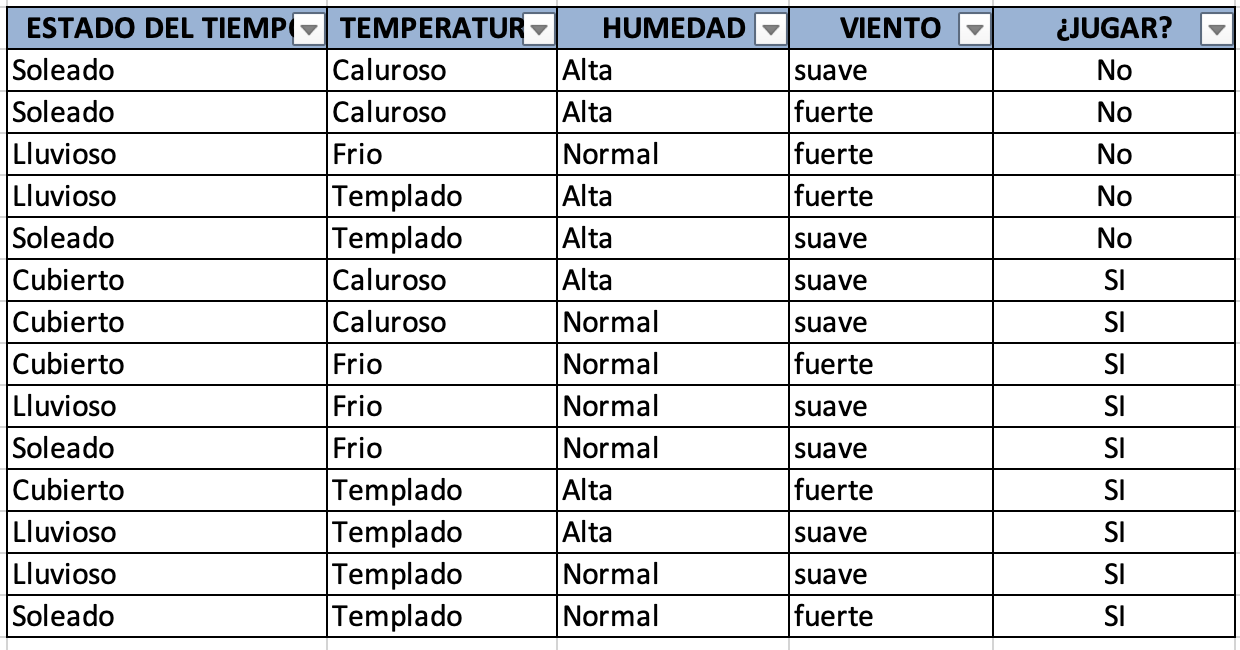 ESTADO DEL TIEMP TEMPERATUR HUMEDAD VIENTO ¿JUGAR?
Soleado Caluroso Alta suave No
Soleado Caluroso Alta fuerte No
Lluvioso Frio Normal fuerte No
Lluvioso Templado Alta fuerte No
Soleado Templado Alta suave No
Cubierto Caluroso Alta suave SI
Cubierto Caluroso Normal suave SI
Cubierto Frio Normal fuerte SI
Lluvioso Frio Normal suave SI
Soleado Frio Normal suave SI
Cubierto Templado Alta fuerte SI
Lluvioso Templado Alta suave SI
Lluvioso Templado Normal suave SI
Soleado Templado Normal fuerte SI